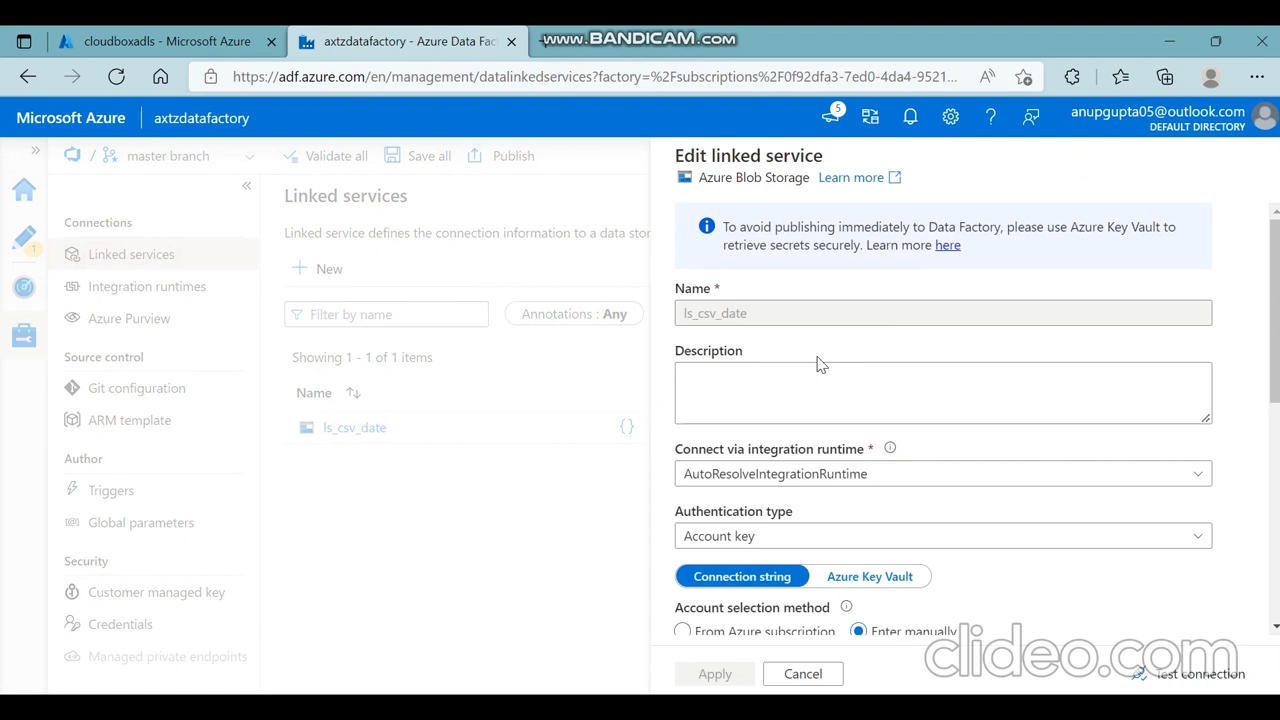 cloudboxadls - Microsoft Azure
axtzdatafactory - Azure Data Fac
www.BANDICAM.com
https://adf.azure.com/en/management/datalinkedservices?factory=%2Fsubscriptions%2F0f92dfa3-7ed0-4da4-9521...
Microsoft Azure
axtzdatafactory
5
anupgupta05@outlook.com
DEFAULT DIRECTORY
/ master branch
Validate all
Save all
Publish
1
Connections
Linked services
Integration runtimes
Azure Purview
Source control
Git configuration
ARM template
Author
Triggers
Global parameters
Security
Customer managed key
Credentials
Managed private endpoints
Linked services
Linked service defines the connection information to a data sto
New
Filter by name
Annotations : Any
Showing 1 - 1 of 1 items
Name
ls_csv_date
{}
Edit linked service
Azure Blob Storage Learn more
To avoid publishing immediately to Data Factory, please use Azure Key Vault to
retrieve secrets securely. Learn more here
Name *
ls_csv_date
Description
Connect via integration runtime *
AutoResolveIntegrationRuntime
Authentication type
Account key
Connection string
Azure Key Vault
Account selection method
From Azure subscription
Enter manually
Apply
Cancel
Test connection
clideo.com